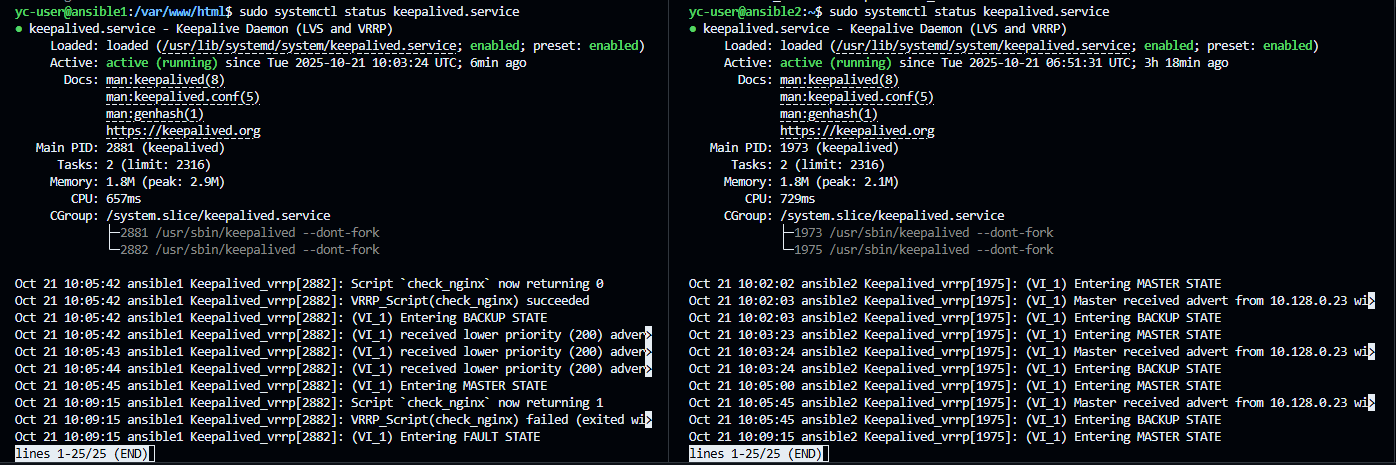 yc-user@ansible1:/var/www/html$ sudo systemctl status keepalived.service
● keepalived.service - Keepalive Daemon (LVS and VRRP)
Loaded: loaded (/usr/lib/systemd/system/keepalived.service; enabled; preset: enabled)
Active: active (running) since Tue 2025-10-21 10:03:24 UTC; 6min ago
Docs: man:keepalived(8)
man:keepalived.conf(5)
man:genhash(1)
https://keepalived.org
Main PID: 2881 (keepalived)
Tasks: 2 (limit: 2316)
Memory: 1.8M (peak: 2.9M)
CPU: 657ms
CGroup: /system.slice/keepalived.service
├─2881 /usr/sbin/keepalived --dont-fork
└─2882 /usr/sbin/keepalived --dont-fork
Oct 21 10:05:42 ansible1 Keepalived_vrrp[2882]: Script `check_nginx` now returning 0
Oct 21 10:05:42 ansible1 Keepalived_vrrp[2882]: VRRP_Script(check_nginx) succeeded
Oct 21 10:05:42 ansible1 Keepalived_vrrp[2882]: (VI_1) Entering BACKUP STATE
Oct 21 10:05:42 ansible1 Keepalived_vrrp[2882]: (VI_1) received lower priority (200) adver>
Oct 21 10:05:43 ansible1 Keepalived_vrrp[2882]: (VI_1) received lower priority (200) adver>
Oct 21 10:05:44 ansible1 Keepalived_vrrp[2882]: (VI_1) received lower priority (200) adver>
Oct 21 10:05:45 ansible1 Keepalived_vrrp[2882]: (VI_1) Entering MASTER STATE
Oct 21 10:09:15 ansible1 Keepalived_vrrp[2882]: Script `check_nginx` now returning 1
Oct 21 10:09:15 ansible1 Keepalived_vrrp[2882]: VRRP_Script(check_nginx) failed (exited wi>
Oct 21 10:09:15 ansible1 Keepalived_vrrp[2882]: (VI_1) Entering FAULT STATE
lines 1-25/25 (END)
yc-user@ansible2:~$ sudo systemctl status keepalived.service
● keepalived.service - Keepalive Daemon (LVS and VRRP)
Loaded: loaded (/usr/lib/systemd/system/keepalived.service; enabled; preset: enabled)
Active: active (running) since Tue 2025-10-21 06:51:31 UTC; 3h 18min ago
Docs: man:keepalived(8)
man:keepalived.conf(5)
man:genhash(1)
https://keepalived.org
Main PID: 1973 (keepalived)
Tasks: 2 (limit: 2316)
Memory: 1.8M (peak: 2.1M)
CPU: 729ms
CGroup: /system.slice/keepalived.service
├─1973 /usr/sbin/keepalived --dont-fork
└─1975 /usr/sbin/keepalived --dont-fork
Oct 21 10:02:02 ansible2 Keepalived_vrrp[1975]: (VI_1) Entering MASTER STATE
Oct 21 10:02:03 ansible2 Keepalived_vrrp[1975]: (VI_1) Master received advert from 10.128.0.23 wi>
Oct 21 10:02:03 ansible2 Keepalived_vrrp[1975]: (VI_1) Entering BACKUP STATE
Oct 21 10:03:23 ansible2 Keepalived_vrrp[1975]: (VI_1) Entering MASTER STATE
Oct 21 10:03:24 ansible2 Keepalived_vrrp[1975]: (VI_1) Master received advert from 10.128.0.23 wi>
Oct 21 10:03:24 ansible2 Keepalived_vrrp[1975]: (VI_1) Entering BACKUP STATE
Oct 21 10:05:00 ansible2 Keepalived_vrrp[1975]: (VI_1) Entering MASTER STATE
Oct 21 10:05:45 ansible2 Keepalived_vrrp[1975]: (VI_1) Master received advert from 10.128.0.23 wi>
Oct 21 10:05:45 ansible2 Keepalived_vrrp[1975]: (VI_1) Entering BACKUP STATE
Oct 21 10:09:15 ansible2 Keepalived_vrrp[1975]: (VI_1) Entering MASTER STATE
lines 1-25/25 (END)